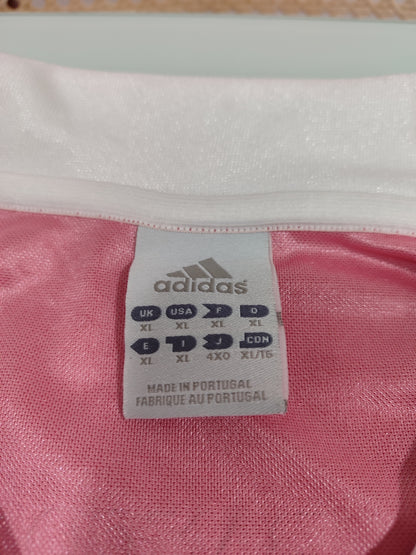 adidas
UK USA F D
XL XL XL XL
E I J CDN
XL XL 4XO XL/TG
MADE IN PORTUGAL
FABRIQUE AU PORTUGAL